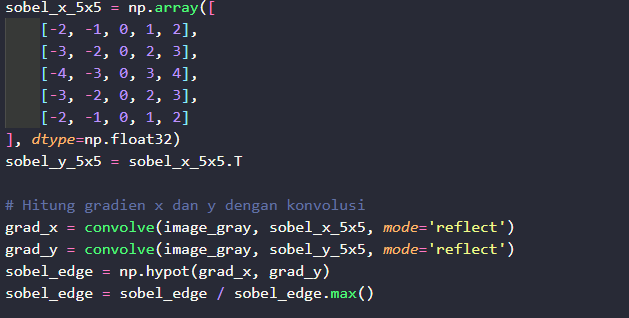 sobel_x_5x5 = np.array([
    [-2, -1, 0, 1, 2],
    [-3, -2, 0, 2, 3],
    [-4, -3, 0, 3, 4],
    [-3, -2, 0, 2, 3],
    [-2, -1, 0, 1, 2]
], dtype=np.float32)
sobel_y_5x5 = sobel_x_5x5.T

# Hitung gradien x dan y dengan konvolusi
grad_x = convolve(image_gray, sobel_x_5x5, mode='reflect')
grad_y = convolve(image_gray, sobel_y_5x5, mode='reflect')
sobel_edge = np.hypot(grad_x, grad_y)
sobel_edge = sobel_edge / sobel_edge.max()